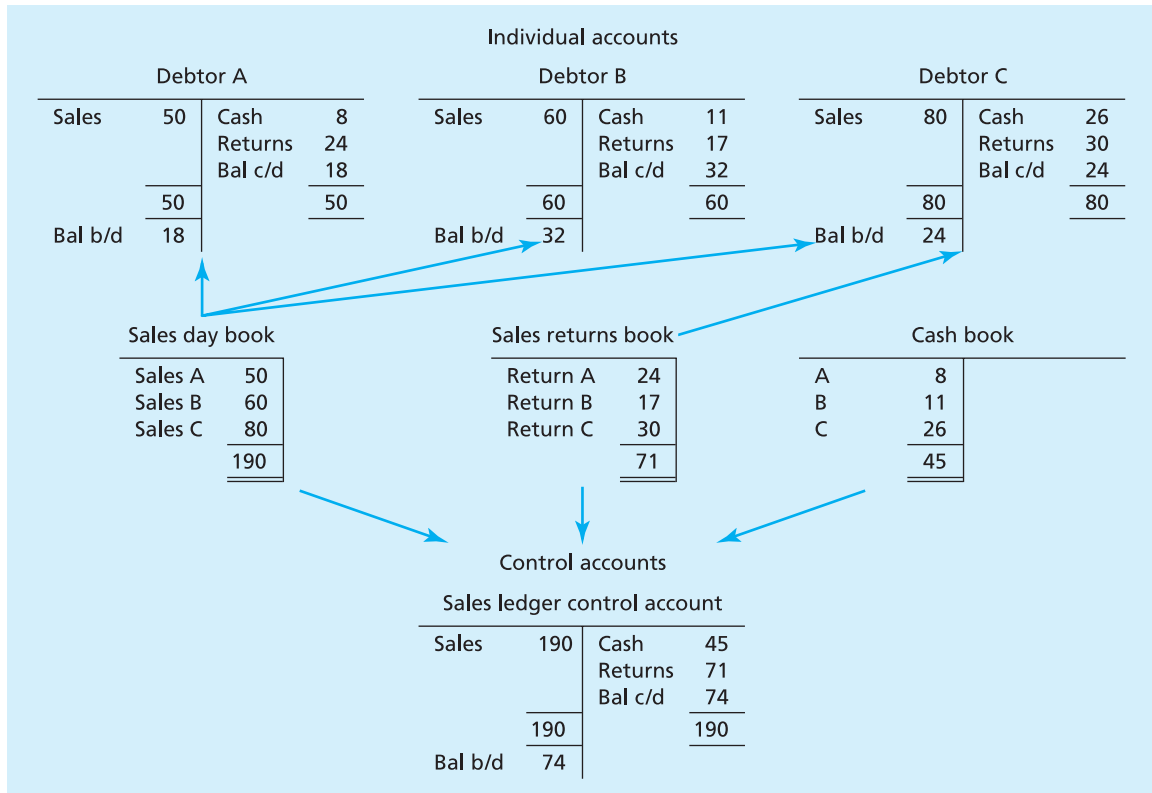 Individual accounts
Debtor A
Sales 50 Cash 8
Returns 24
Bal c/d 18
50 50
Bal b/d 18
Debtor B
Sales 60 Cash 11
Returns 17
Bal c/d 32
60 60
Bal b/d 32
Debtor C
Sales 80 Cash 26
Returns 30
Bal c/d 24
80 80
Bal b/d 24
Sales day book
Sales A 50
Sales B 60
Sales C 80
190
Sales returns book
Return A 24
Return B 17
Return C 30
71
Cash book
A 8
B 11
C 26
45
Control accounts
Sales ledger control account
Sales 190 Cash 45
Returns 71
Bal c/d 74
190 190
Bal b/d 74